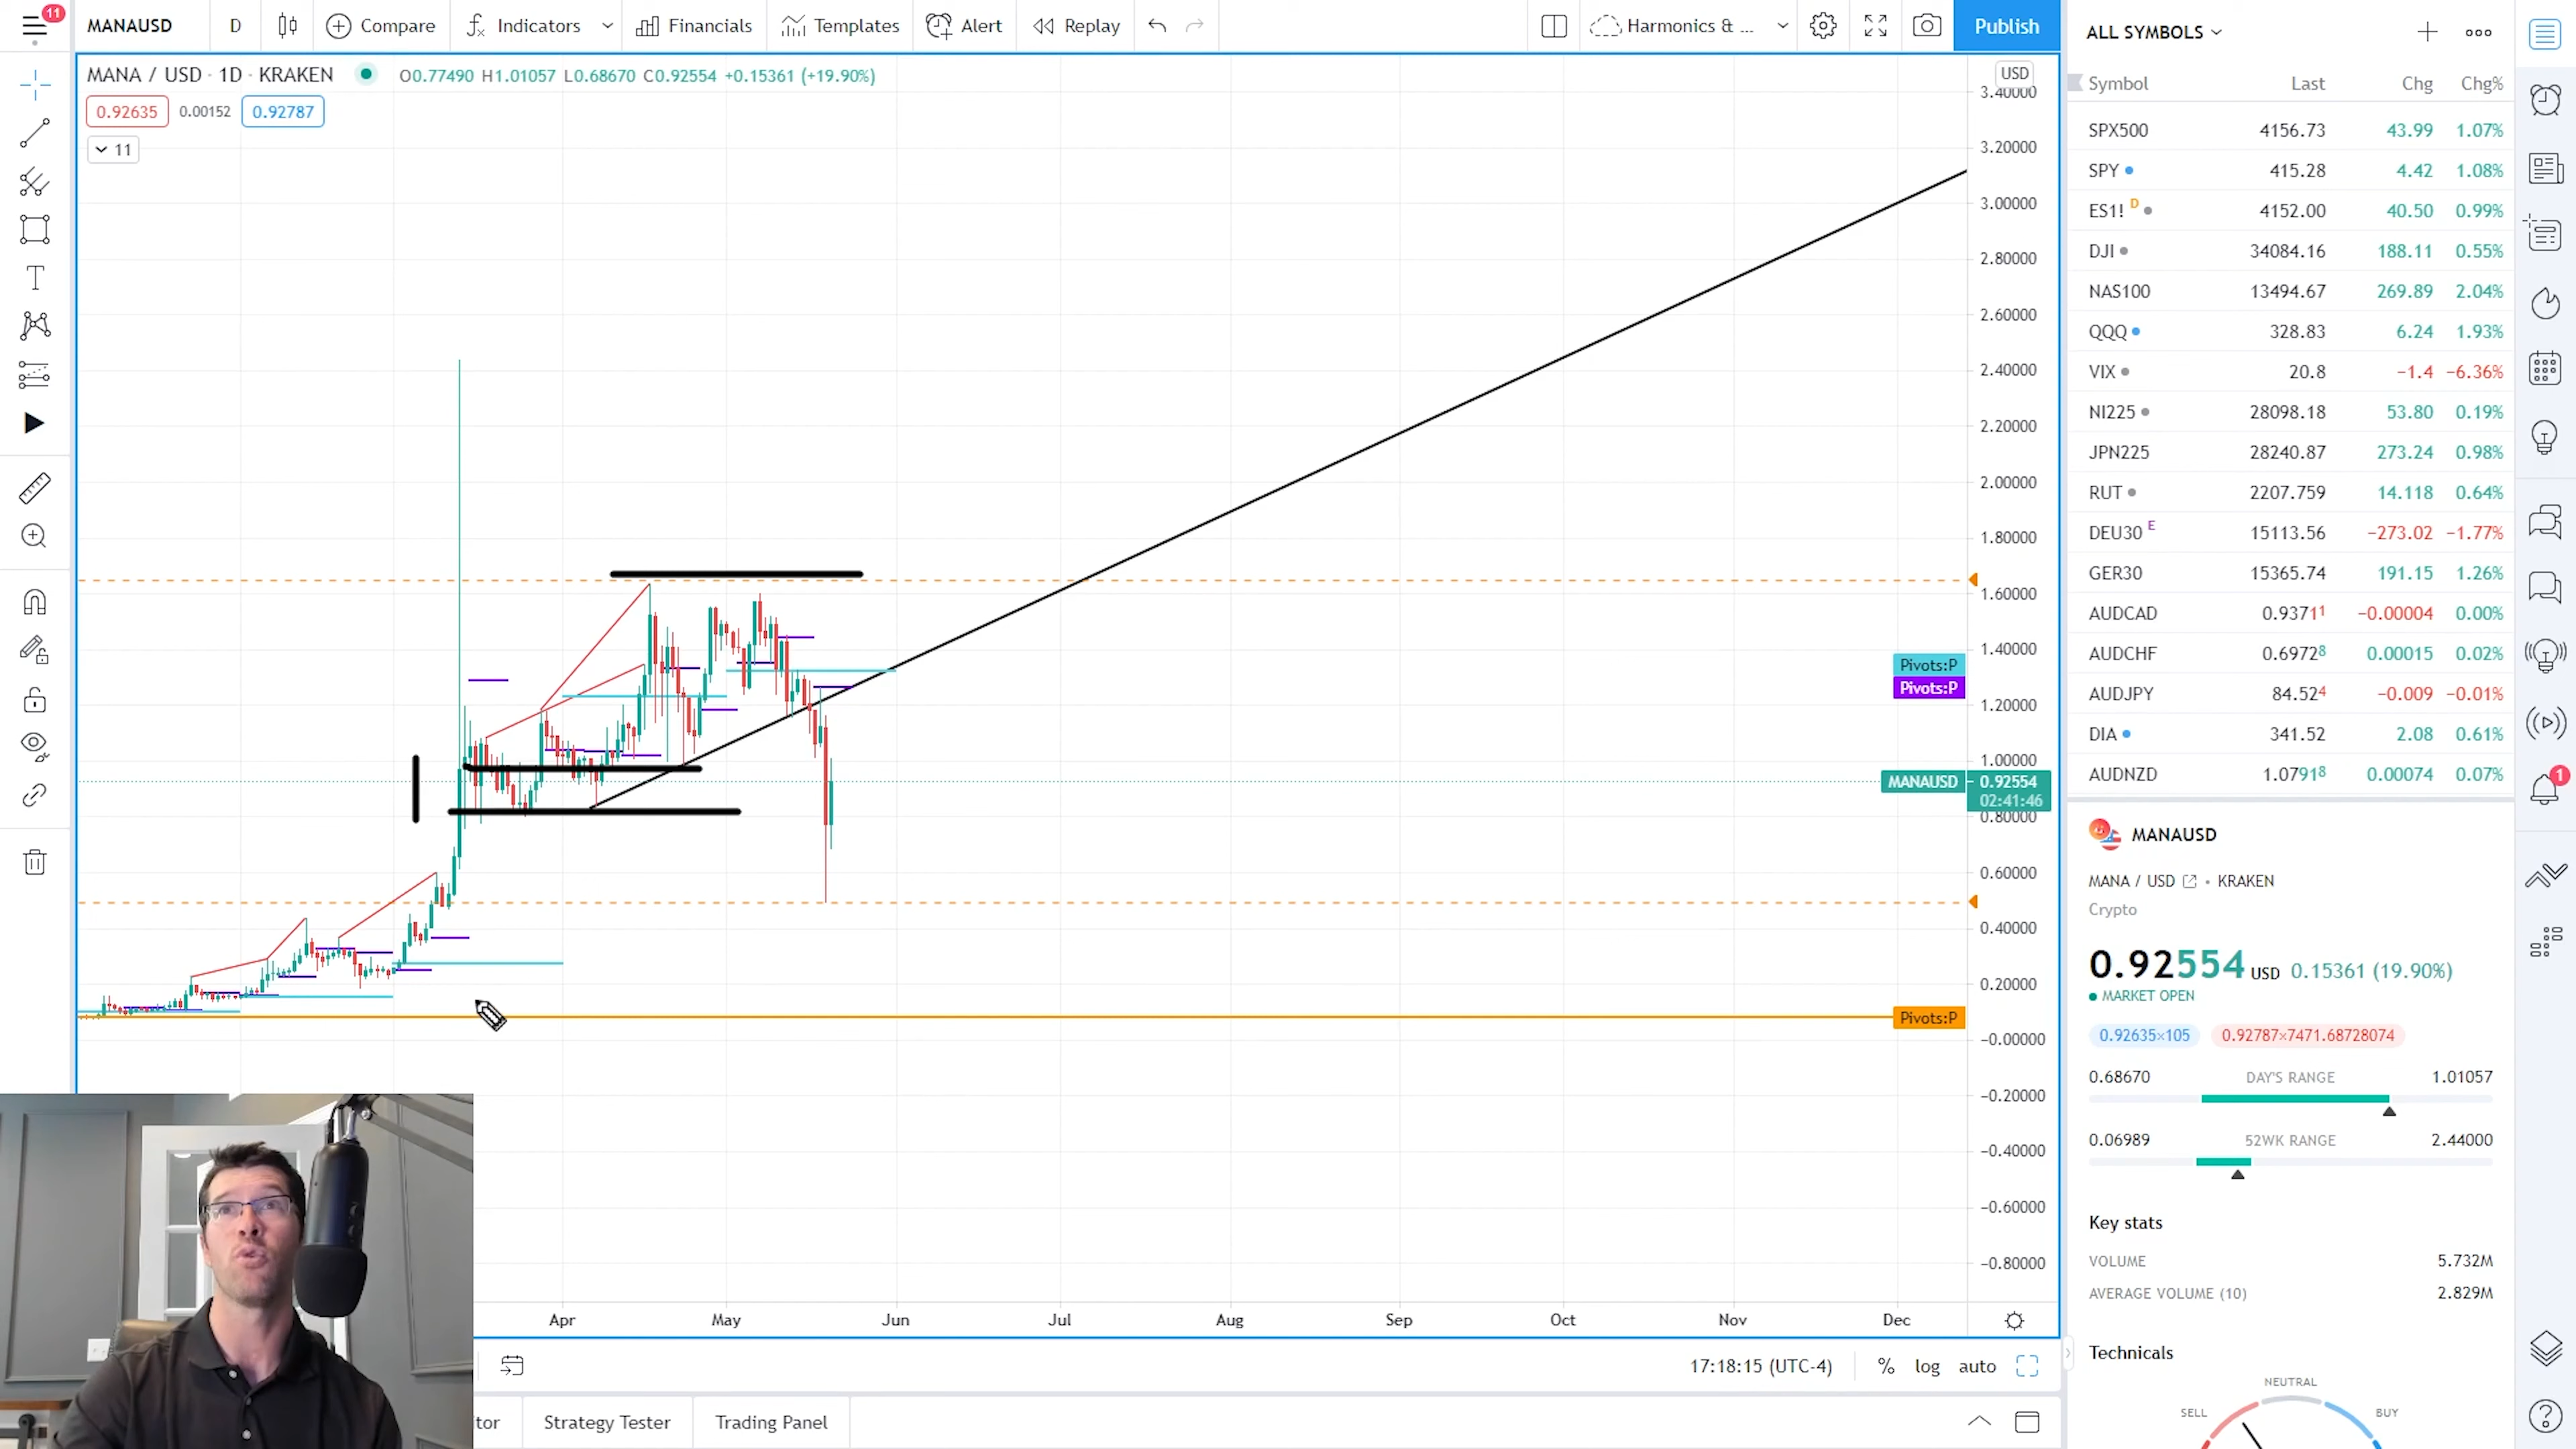 11
MANAUSD D Compare Indicators Financials Templates Alert Replay Harmonics & ... Publish
MANA / USD · 1D · KRAKEN O0.77490 H1.01057 L0.68670 C0.92554 +0.15361 (+19.90%)
0.92635 0.00152 0.92787
11
USD
3.40000
3.20000
3.00000
2.80000
2.60000
2.40000
2.20000
2.00000
1.80000
1.60000
1.40000
1.20000
1.00000
0.80000
0.60000
0.40000
0.20000
−0.00000
−0.20000
−0.40000
−0.60000
−0.80000
Pivots:P
Pivots:P
MANAUSD 0.92554
02:41:46
Pivots:P
Apr May Jun Jul Aug Sep Oct Nov Dec
17:18:15 (UTC-4) % log auto
tor Strategy Tester Trading Panel
ALL SYMBOLS
Symbol Last Chg Chg%
SPX500 4156.73 43.99 1.07%
SPY 415.28 4.42 1.08%
ES1! D 4152.00 40.50 0.99%
DJI 34084.16 188.11 0.55%
NAS100 13494.67 269.89 2.04%
QQQ 328.83 6.24 1.93%
VIX 20.8 −1.4 −6.36%
NI225 28098.18 53.80 0.19%
JPN225 28240.87 273.24 0.98%
RUT 2207.759 14.118 0.64%
DEU30 E 15113.56 −273.02 −1.77%
GER30 15365.74 191.15 1.26%
AUDCAD 0.93711 −0.00004 0.00%
AUDCHF 0.69728 0.00015 0.02%
AUDJPY 84.524 −0.009 −0.01%
DIA 341.52 2.08 0.61%
AUDNZD 1.07918 0.00074 0.07%
1
MANAUSD
MANA / USD • KRAKEN
Crypto
0.92554 USD 0.15361 (19.90%)
MARKET OPEN
0.92635×105 0.92787×7471.68728074
0.68670 DAY'S RANGE 1.01057
0.06989 52WK RANGE 2.44000
Key stats
VOLUME 5.732M
AVERAGE VOLUME (10) 2.829M
Technicals
NEUTRAL
SELL BUY